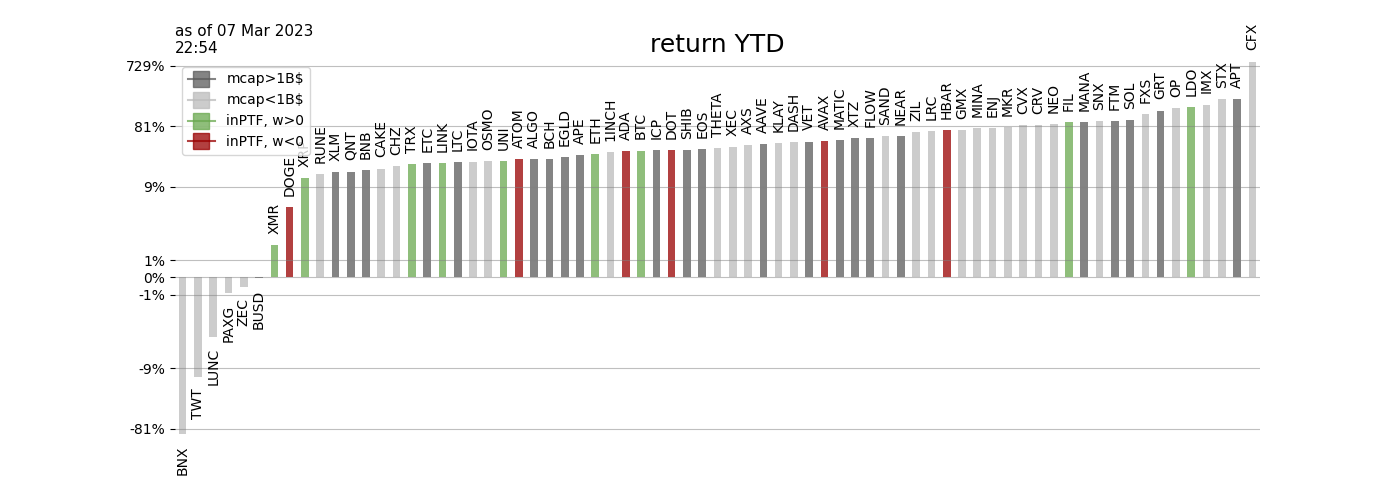 as of 07 Mar 2023
22:54
return YTD
729%
81%
9%
1%
0%
-1%
-9%
-81%
mcap>1B$
mcap<1B$
inPTF, w>0
inPTF, w<0
BNX
TWT
LUNC
PAXG
ZEC
BUSD
XMR
DOGE
RUNE
XLM
QNT
BNB
CAKE
CHZ
TRX
ETC
LINK
LTC
IOTA
OSMO
UNI
ATOM
ALGO
BCH
EGLD
APE
ETH
1INCH
ADA
BTC
ICP
DOT
SHIB
EOS
THETA
XEC
AXS
AAVE
KLAY
DASH
VET
AVAX
MATIC
XTZ
FLOW
SAND
NEAR
ZIL
LRC
HBAR
GMX
MINA
ENJ
MKR
CVX
CRV
NEO
FIL
MANA
SNX
FTM
SOL
FXS
GRT
OP
LDO
IMX
STX
APT
CFX